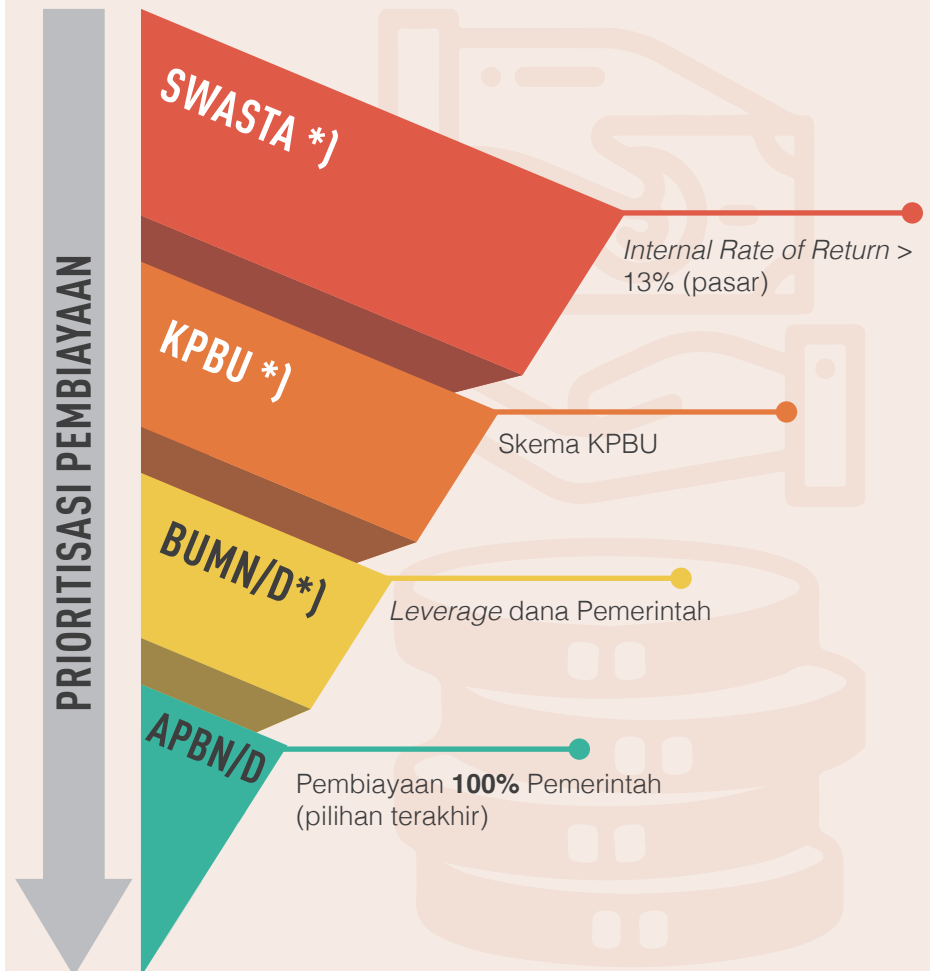 PRIORITISASI PEMBIAYAAN
SWASTA *)
Internal Rate of Return >
13% (pasar)
KPBU *)
Skema KPBU
BUMN/D*)
Leverage dana Pemerintah
APBN/D
Pembiayaan 100% Pemerintah
(pilihan terakhir)